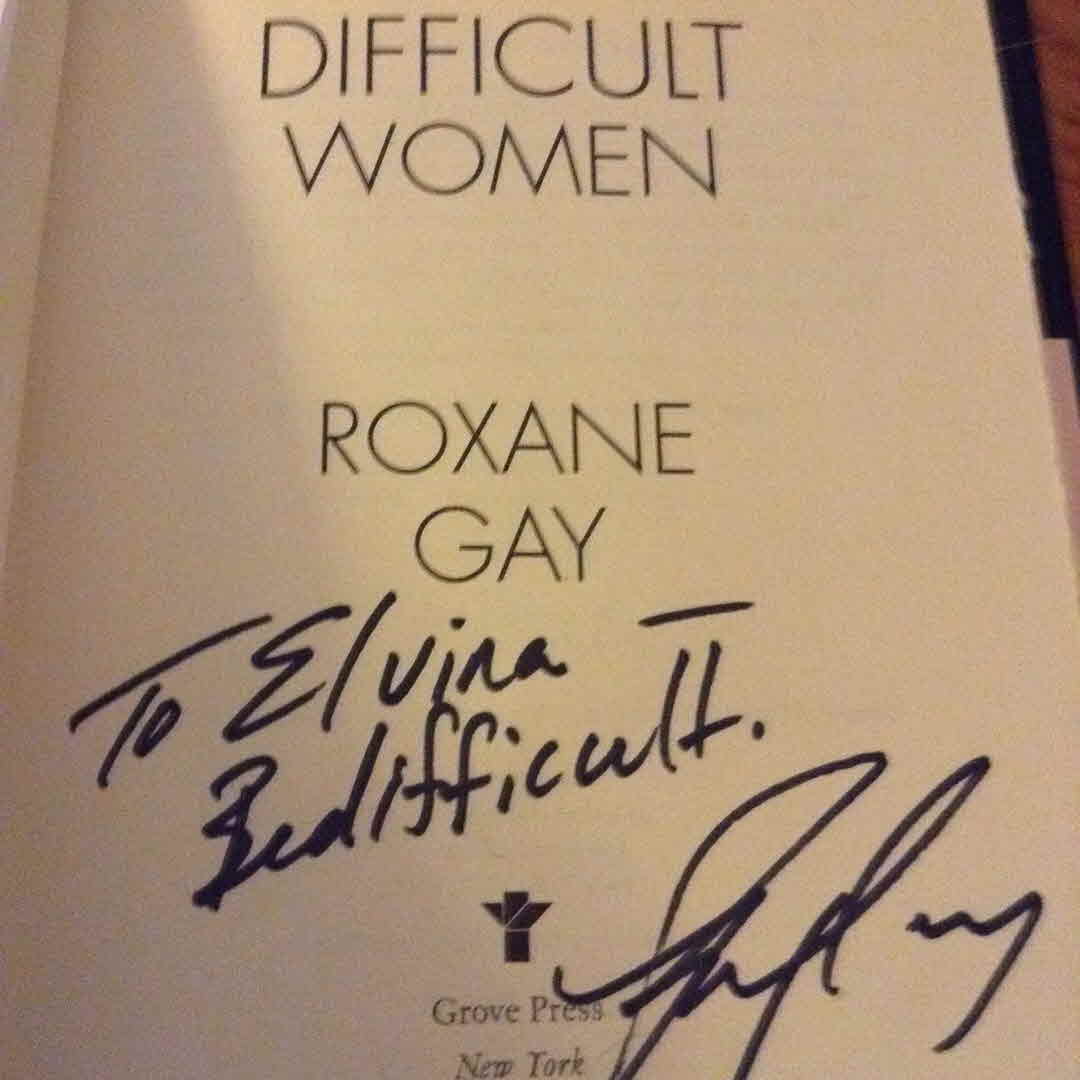 DIFFICULT
WOMEN
ROXANE
GAY
To Elvina —
Be difficult.
Grove Press
New York